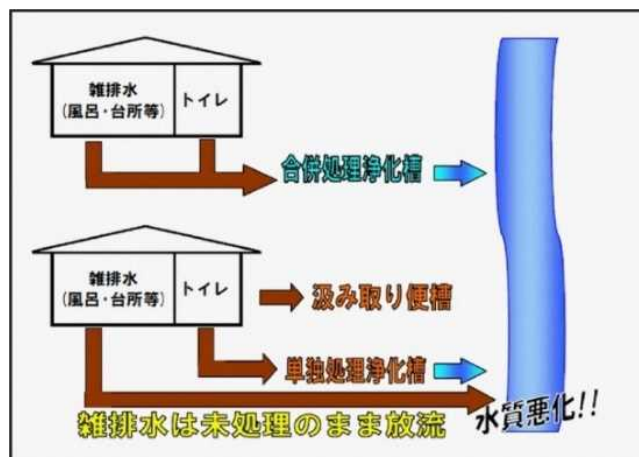 雑排水
(風呂・台所等)
トイレ
合併処理浄化槽
雑排水
(風呂・台所等)
トイレ
汲み取り便槽
単独処理浄化槽
雑排水は未処理のまま放流
水質悪化!!